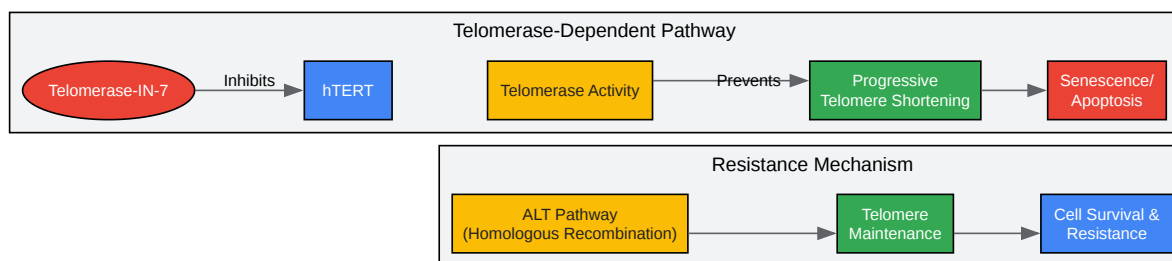 Telomerase-Dependent Pathway
Telomerase-IN-7
Inhibits
hTERT
Telomerase Activity
Prevents
Progressive
Telomere Shortening
Senescence/
Apoptosis
Resistance Mechanism
ALT Pathway
(Homologous Recombination)
Telomere
Maintenance
Cell Survival &
Resistance